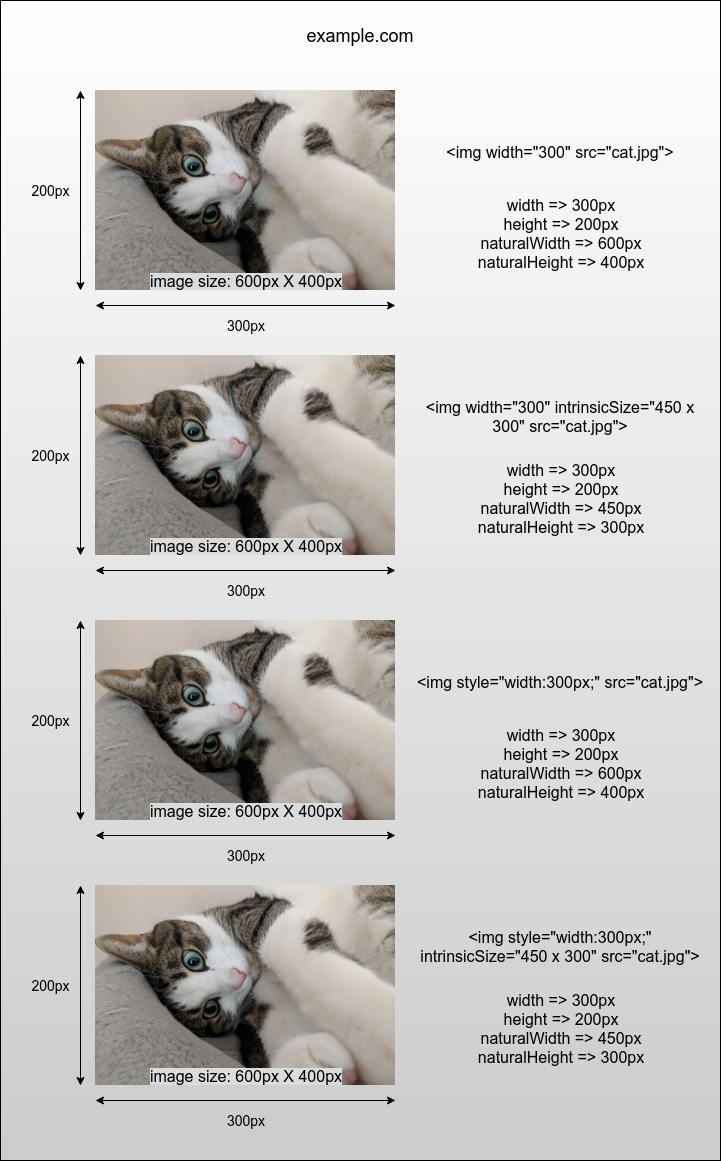 example.com
200px
image size: 600px X 400px
300px
<img width="300" src="cat.jpg">
width => 300px
height => 200px
naturalWidth => 600px
naturalHeight => 400px
200px
image size: 600px X 400px
300px
<img width="300" intrinsicSize="450 x
300" src="cat.jpg">
width => 300px
height => 200px
naturalWidth => 450px
naturalHeight => 300px
200px
image size: 600px X 400px
300px
<img style="width:300px;" src="cat.jpg">
width => 300px
height => 200px
naturalWidth => 600px
naturalHeight => 400px
200px
image size: 600px X 400px
300px
<img style="width:300px;"
intrinsicSize="450 x 300" src="cat.jpg">
width => 300px
height => 200px
naturalWidth => 450px
naturalHeight => 300px